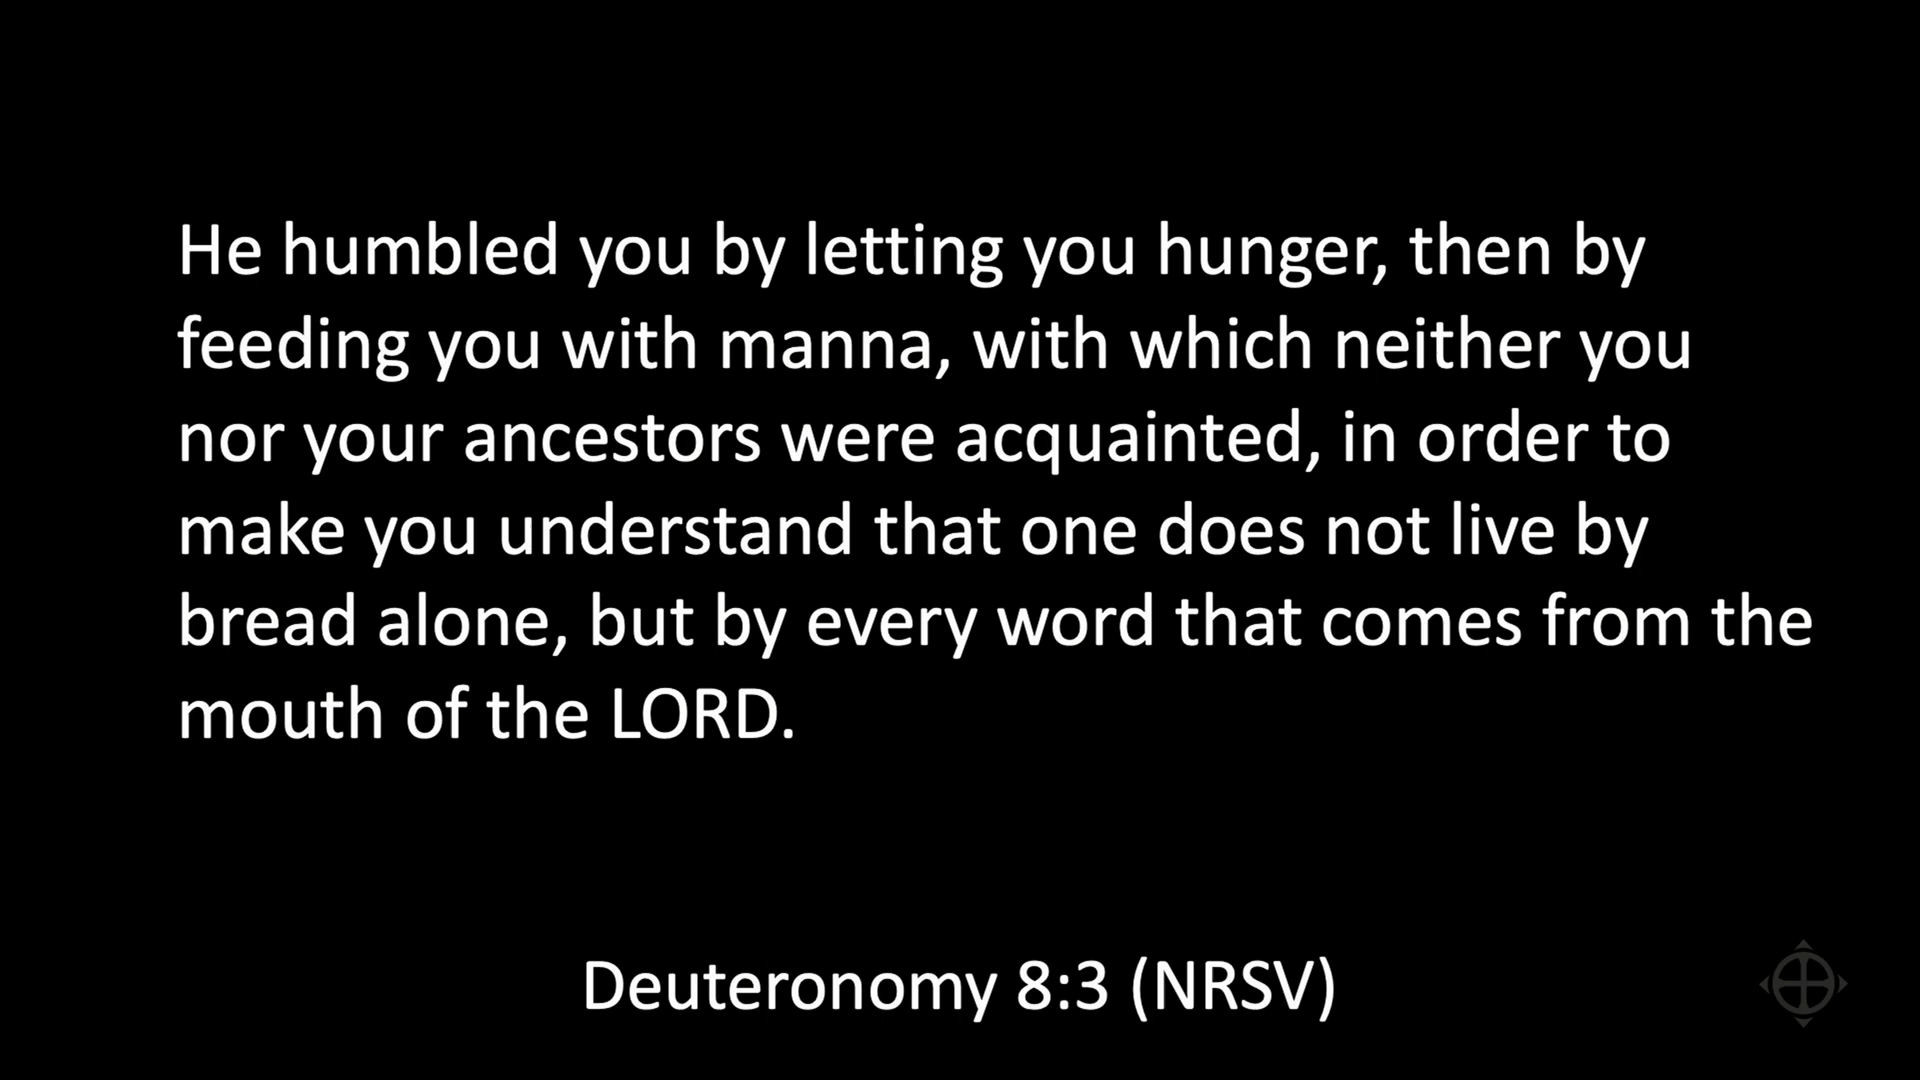 He humbled you by letting you hunger, then by
feeding you with manna, with which neither you
nor your ancestors were acquainted, in order to
make you understand that one does not live by
bread alone, but by every word that comes from the
mouth of the LORD.
Deuteronomy 8:3 (NRSV)